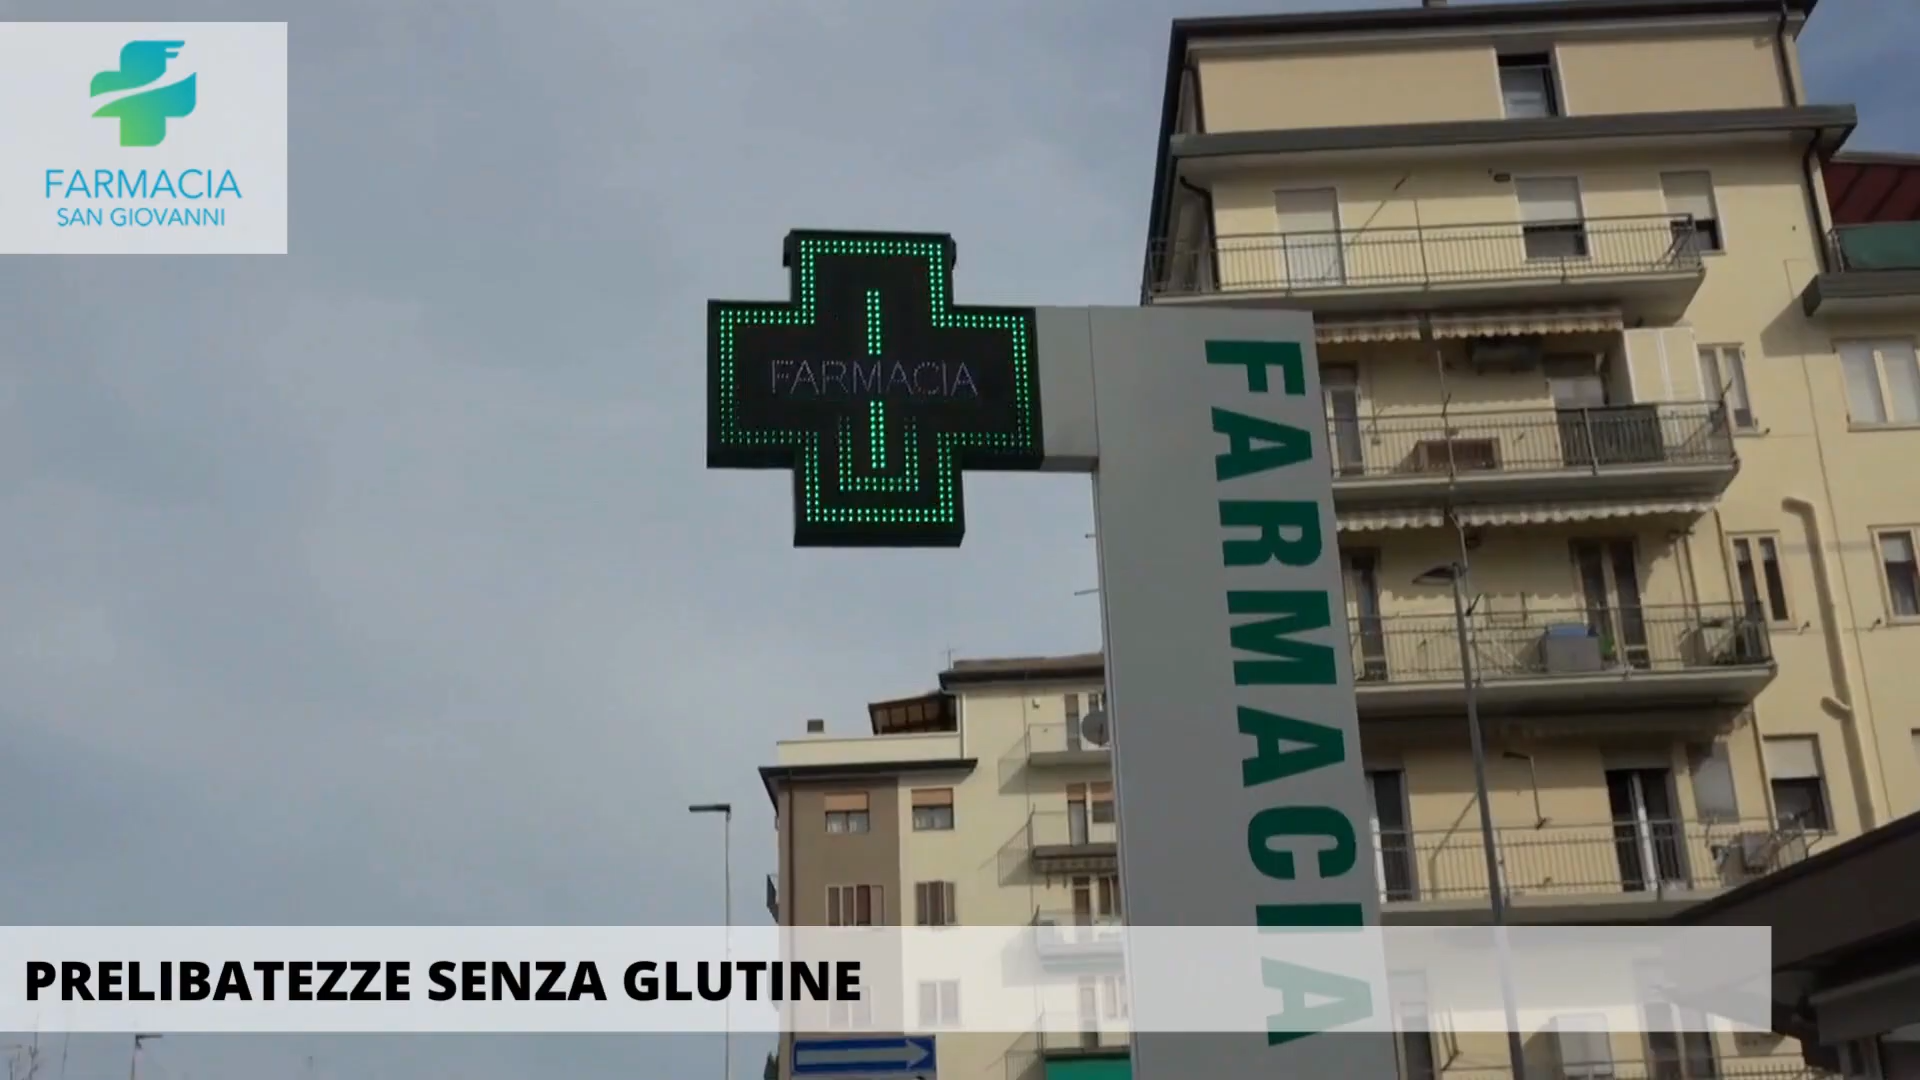 FARMACIA
SAN GIOVANNI
FARMACIA
FARMACIA
PRELIBATEZZE SENZA GLUTINE